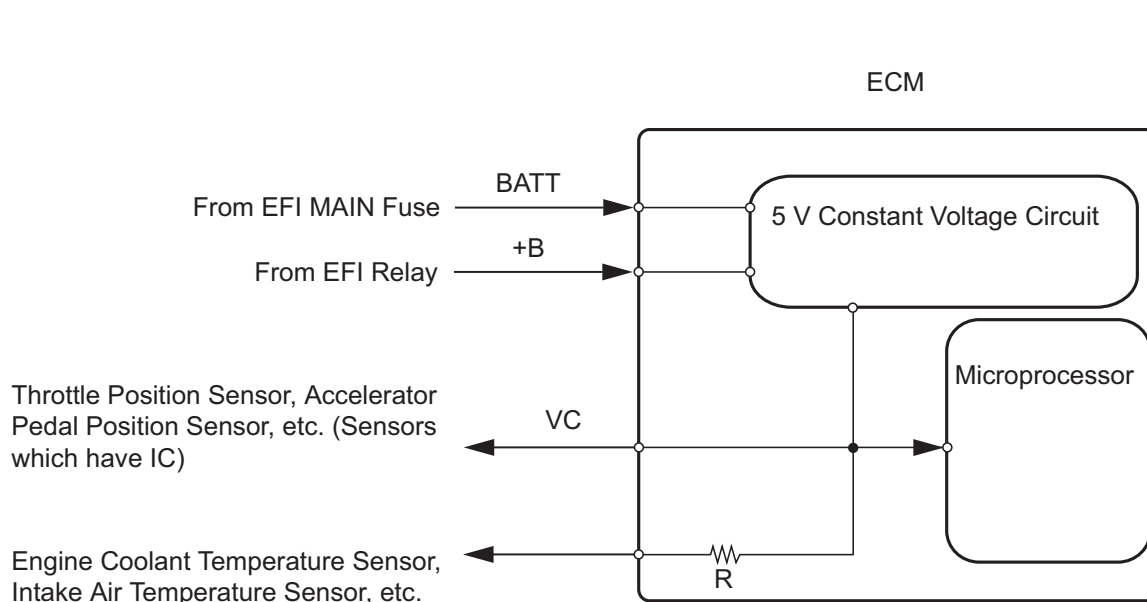 ECM
BATT
From EFI MAIN Fuse
5 V Constant Voltage Circuit
+B
From EFI Relay
Microprocessor
Throttle Position Sensor, Accelerator
Pedal Position Sensor, etc. (Sensors
which have IC)
VC
Engine Coolant Temperature Sensor,
Intake Air Temperature Sensor, etc.
R